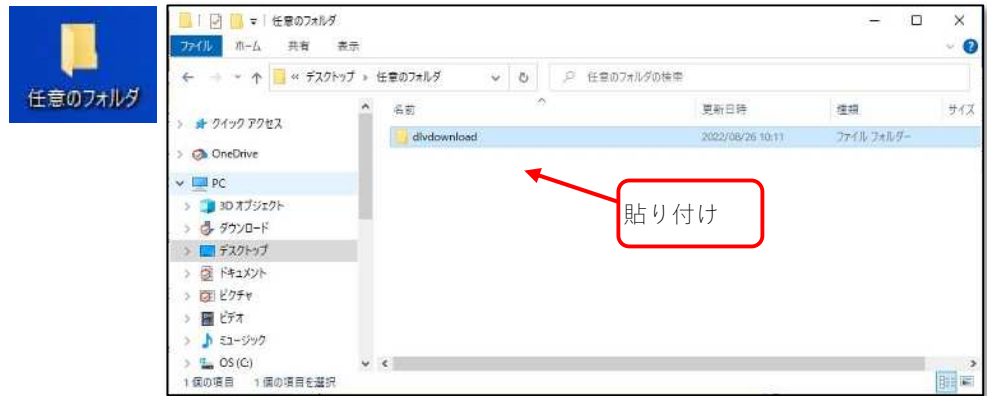 任意のフォルダ
任意のフォルダ
ファイル ホーム 共有 表示
« デスクトップ › 任意のフォルダ
任意のフォルダの検索
名前 更新日時 種類 サイズ
dlvdownload 2022/08/26 10:11 ファイル フォルダー
クイック アクセス
OneDrive
PC
3D オブジェクト
ダウンロード
デスクトップ
ドキュメント
ピクチャ
ビデオ
ミュージック
OS (C:)
貼り付け
1 個の項目 1 個の項目を選択